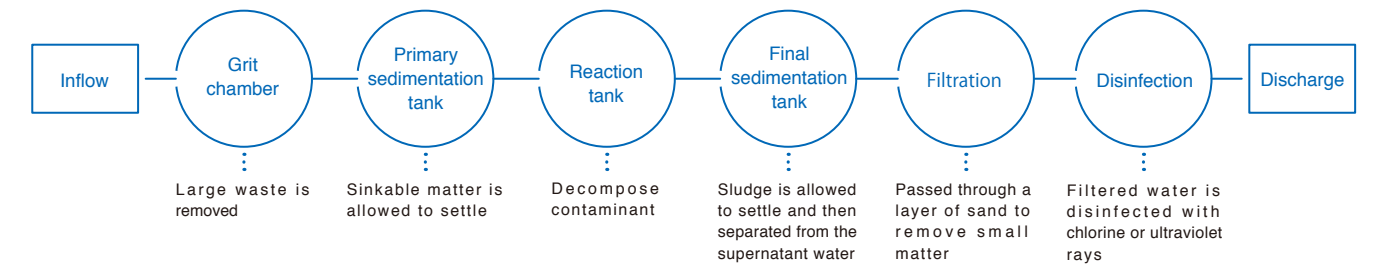 Inflow
Grit
chamber
Primary
sedimentation
tank
Reaction
tank
Final
sedimentation
tank
Filtration
Disinfection
Discharge
Large waste is
removed
Sinkable matter is
allowed to settle
Decompose
contaminant
Sludge is allowed
to settle and then
separated from the
supernatant water
Passed through a
layer of sand to
remove small
matter
Filtered water is
disinfected with
chlorine or ultraviolet
rays